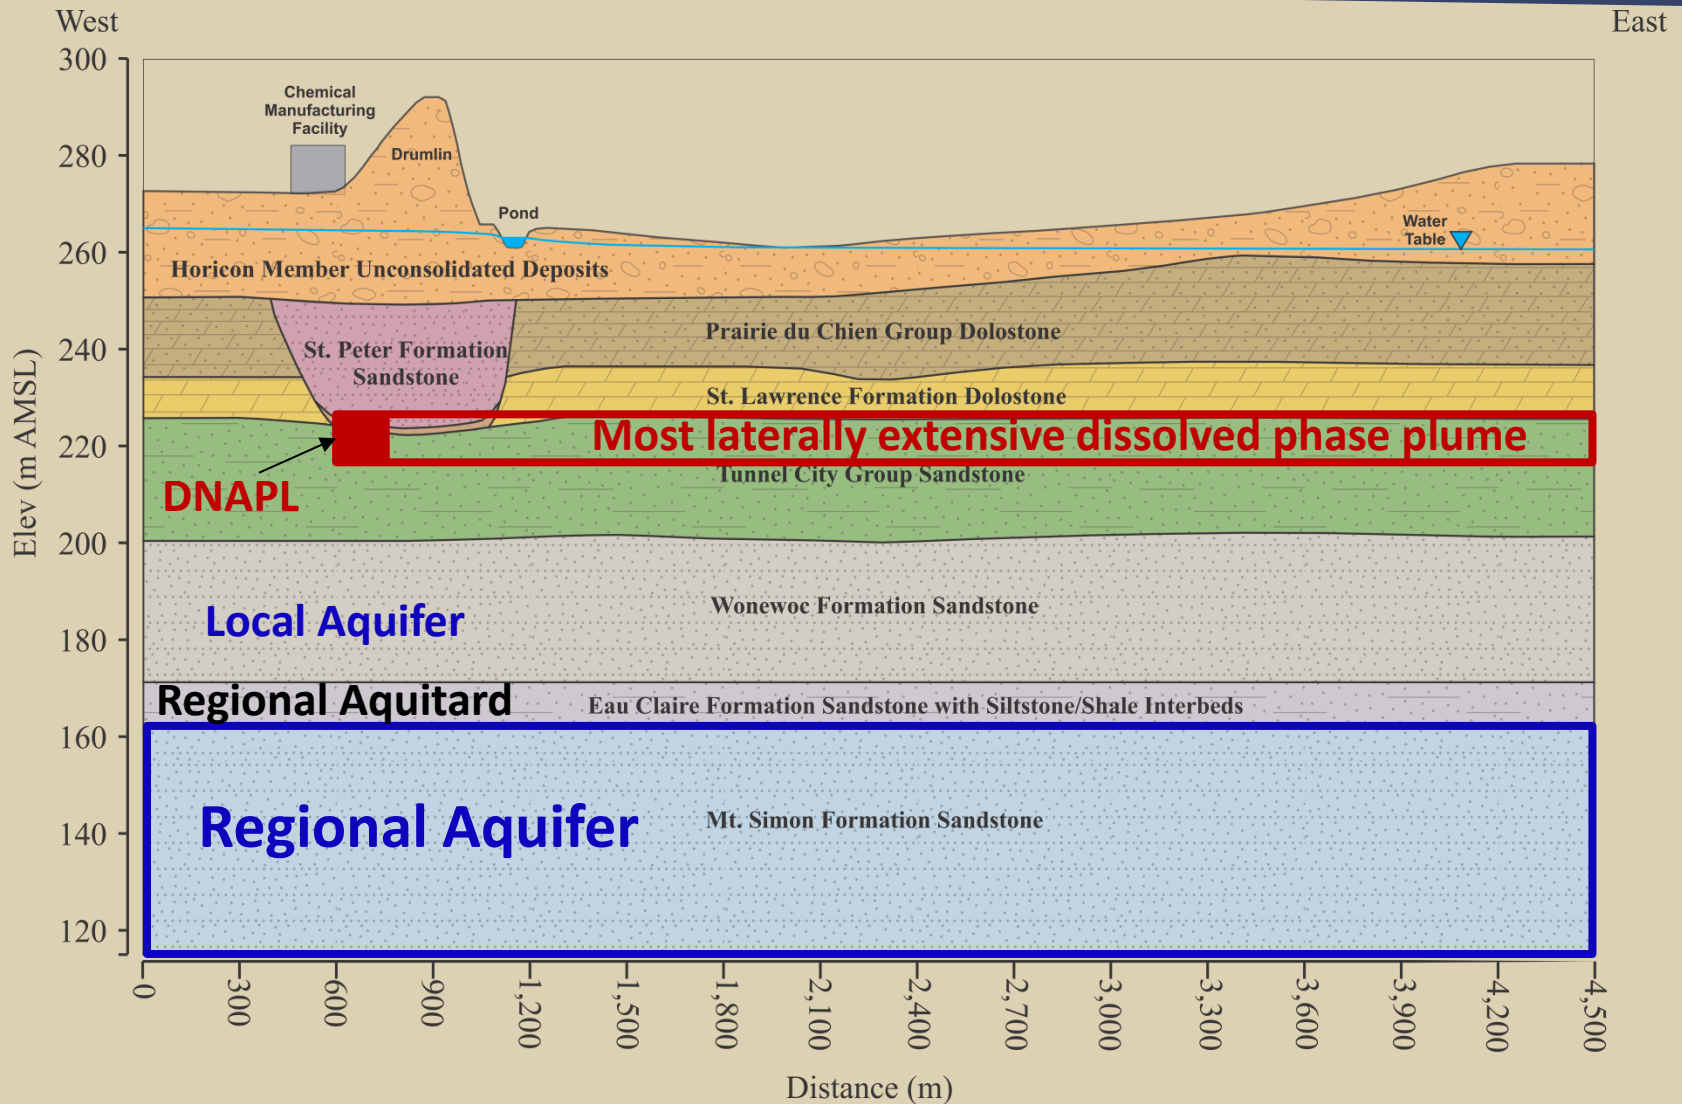 West
East
300
280
260
240
220
200
180
160
140
120
Elev (m AMSL)
Chemical
Manufacturing
Facility
Drumlin
Pond
Water
Table
Horicon Member Unconsolidated Deposits
Prairie du Chien Group Dolostone
St. Peter Formation
Sandstone
St. Lawrence Formation Dolostone
Most laterally extensive dissolved phase plume
Tunnel City Group Sandstone
DNAPL
Wonewoc Formation Sandstone
Local Aquifer
Regional Aquitard
Eau Claire Formation Sandstone with Siltstone/Shale Interbeds
Regional Aquifer
Mt. Simon Formation Sandstone
0
300
600
900
1,200
1,500
1,800
2,100
2,400
2,700
3,000
3,300
3,600
3,900
4,200
4,500
Distance (m)